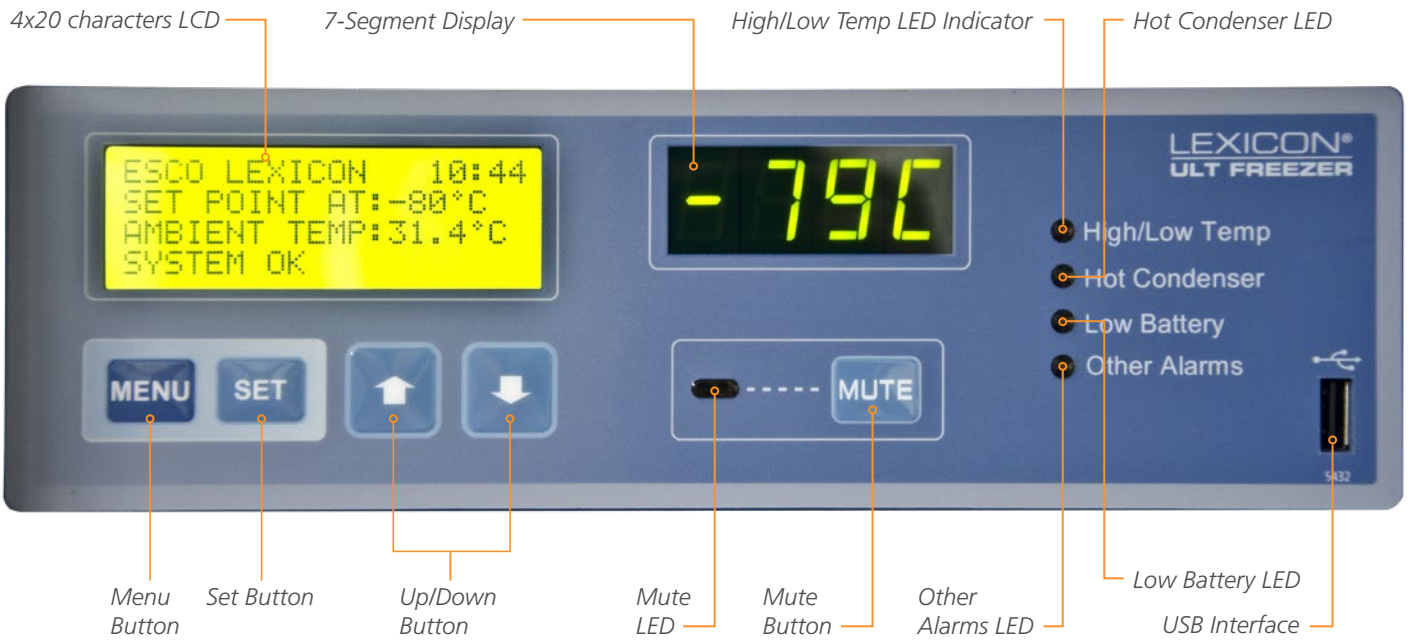 4x20 characters LCD
7-Segment Display
High/Low Temp LED Indicator
Hot Condenser LED
ESCO LEXICON 10:44
SET POINT AT:-80°C
AMBIENT TEMP:31.4°C
SYSTEM OK
-79C
LEXICON®
ULT FREEZER
High/Low Temp
Hot Condenser
Low Battery
Other Alarms
MENU
SET
MUTE
5432
Menu
Button
Set Button
Up/Down
Button
Mute
LED
Mute
Button
Other
Alarms LED
Low Battery LED
USB Interface